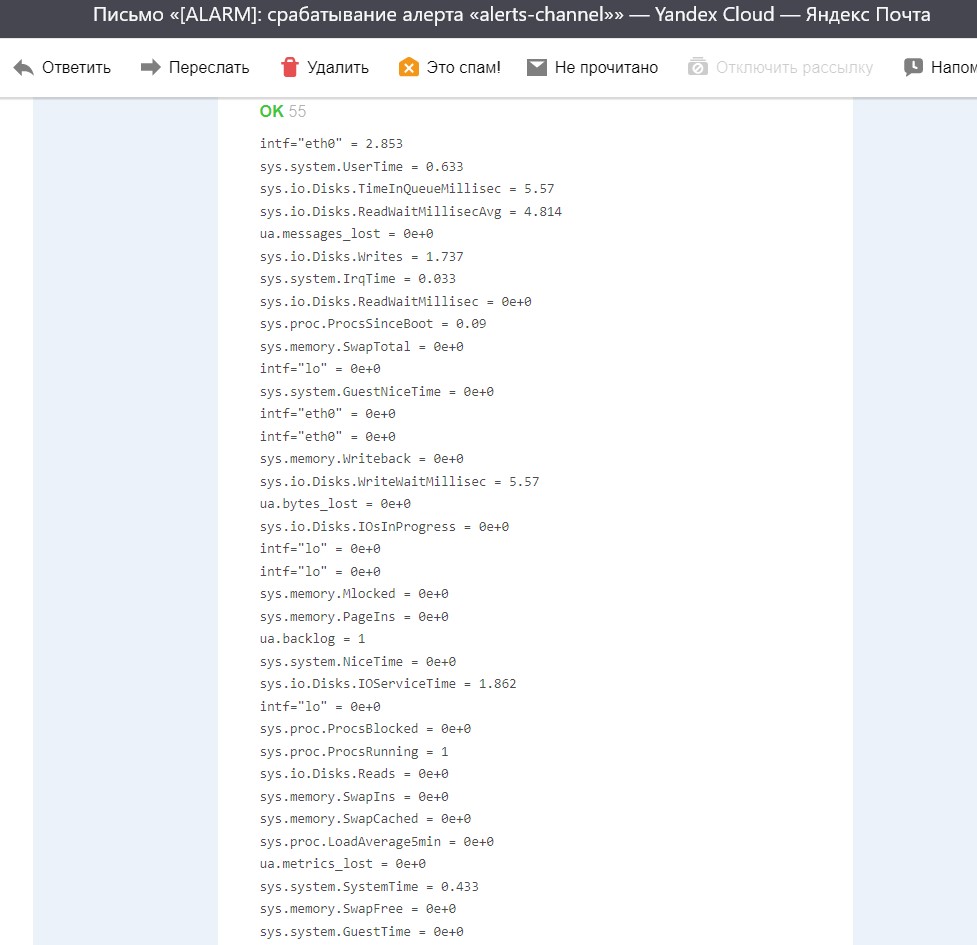 Письмо «[ALARM]: срабатывание алерта «alerts-channel»» — Yandex Cloud — Яндекс Почта
Ответить Переслать Удалить Это спам! Не прочитано Отключить рассылку Напом
OK 55
intf="eth0" = 2.853
sys.system.UserTime = 0.633
sys.io.Disks.TimeInQueueMillisec = 5.57
sys.io.Disks.ReadWaitMillisecAvg = 4.814
ua.messages_lost = 0e+0
sys.io.Disks.Writes = 1.737
sys.system.IrqTime = 0.033
sys.io.Disks.ReadWaitMillisec = 0e+0
sys.proc.ProcsSinceBoot = 0.09
sys.memory.SwapTotal = 0e+0
intf="lo" = 0e+0
sys.system.GuestNiceTime = 0e+0
intf="eth0" = 0e+0
intf="eth0" = 0e+0
sys.memory.Writeback = 0e+0
sys.io.Disks.WriteWaitMillisec = 5.57
ua.bytes_lost = 0e+0
sys.io.Disks.IOsInProgress = 0e+0
intf="lo" = 0e+0
intf="lo" = 0e+0
sys.memory.Mlocked = 0e+0
sys.memory.PageIns = 0e+0
ua.backlog = 1
sys.system.NiceTime = 0e+0
sys.io.Disks.IOServiceTime = 1.862
intf="lo" = 0e+0
sys.proc.ProcsBlocked = 0e+0
sys.proc.ProcsRunning = 1
sys.io.Disks.Reads = 0e+0
sys.memory.SwapIns = 0e+0
sys.memory.SwapCached = 0e+0
sys.proc.LoadAverage5min = 0e+0
ua.metrics_lost = 0e+0
sys.system.SystemTime = 0.433
sys.memory.SwapFree = 0e+0
sys.system.GuestTime = 0e+0